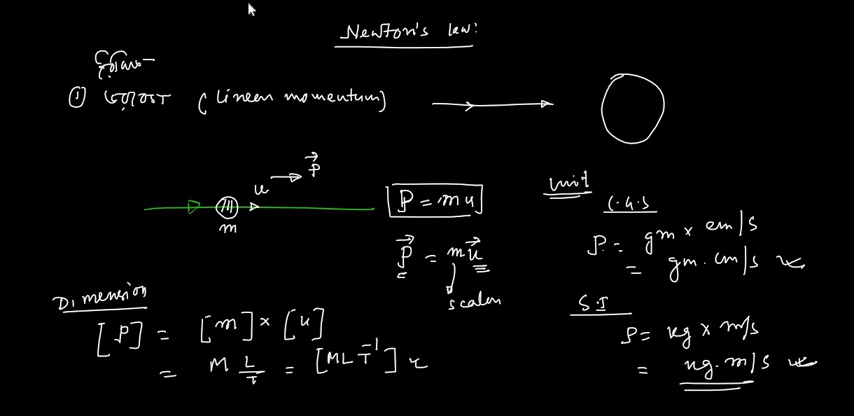 Newton's law:
① (Linear momentum)
u → P⃗
m
P = mu
P⃗ = mu⃗
scalar
Unit
C.G.S
P = gm × cm/s
= gm.cm/s
S.I
P = kg × m/s
= kg.m/s
Dimension
[P] = [m] × [u]
= M L/T = [MLT⁻¹]